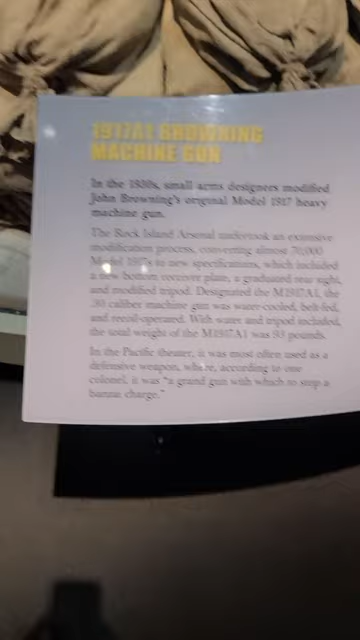 1917A1 BROWNING
MACHINE GUN
In the 1930s, small arms designers modified
John Browning's original Model 1917 heavy
machine gun.
The Rock Island Arsenal undertook an extensive
modification process, converting almost 70,000
Model 1917s to new specifications, which included
a new bottom receiver plate, a graduated rear sight,
and modified tripod. Designated the M1917A1, the
.30 caliber machine gun was water-cooled, belt-fed,
and recoil-operated. With water and tripod included,
the total weight of the M1917A1 was 93 pounds.
In the Pacific theater, it was most often used as a
defensive weapon, where, according to one
colonel, it was "a grand gun with which to stop a
banzai charge."